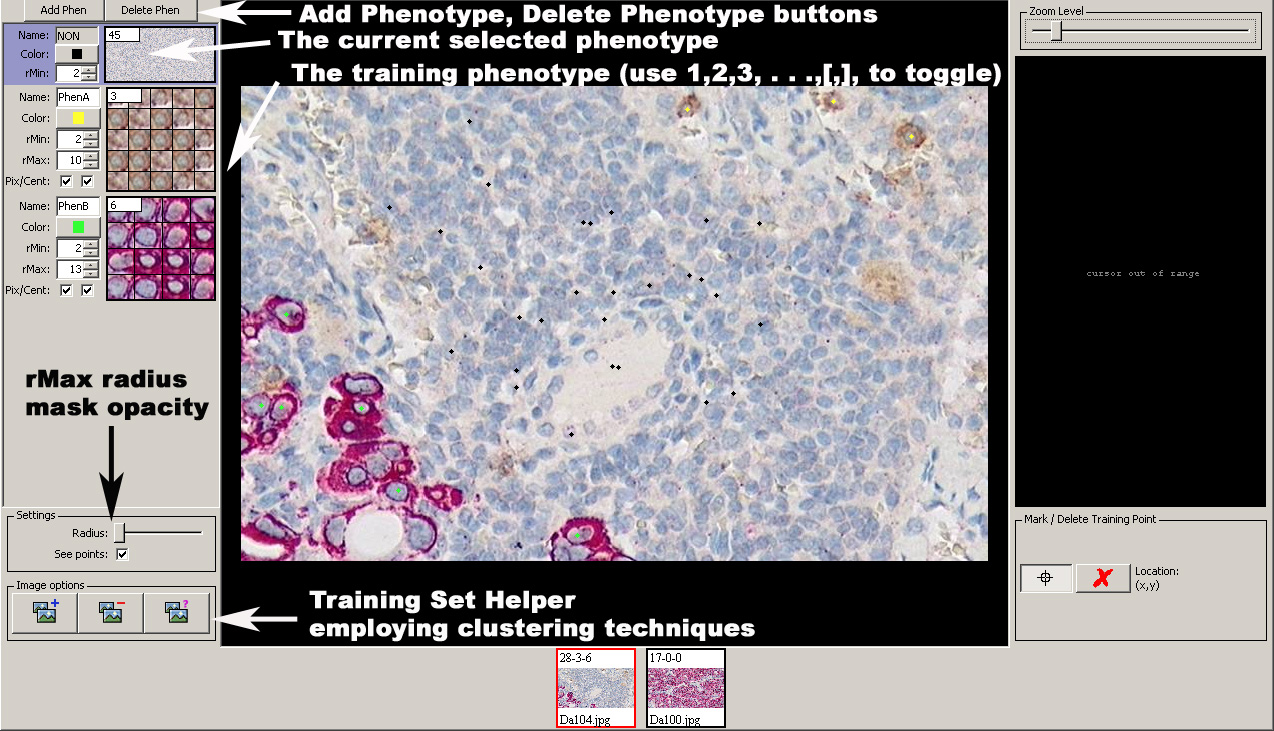 Add Phen Delete Phen
Add Phenotype, Delete Phenotype buttons
Name: NON 45
Color:
rMin: 2
The current selected phenotype
The training phenotype (use 1,2,3, . . .,[,], to toggle)
Name: PhenA 3
Color:
rMin: 2
rMax: 10
Pix/Cent:
Name: PhenB 6
Color:
rMin: 2
rMax: 13
Pix/Cent:
rMax radius
mask opacity
Settings
Radius:
See points:
Image options
Training Set Helper
employing clustering techniques
Zoom Level
cursor out of range
Mark / Delete Training Point
Location:
(x,y)
28-3-6
Da104.jpg
17-0-0
Da100.jpg